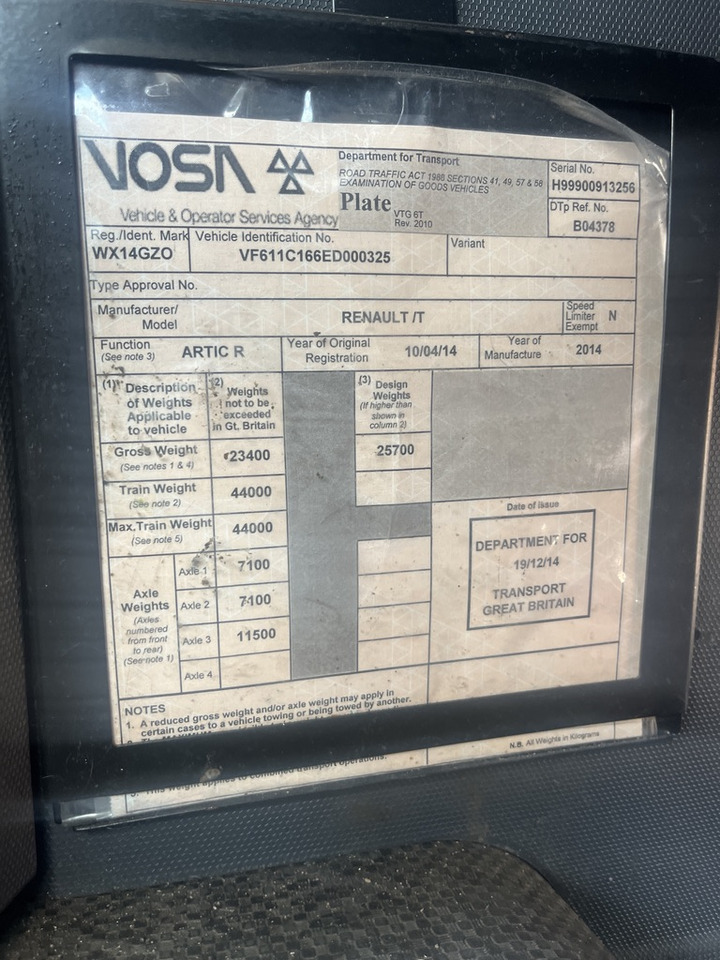 VOSA
Vehicle & Operator Services Agency
Department for Transport
ROAD TRAFFIC ACT 1988 SECTIONS 41, 49, 57 & 58
EXAMINATION OF GOODS VEHICLES
Plate VTG 6T
Rev. 2010
Serial No.
H99900913256
DTp Ref. No.
B04378
Reg./Ident. Mark
WX14GZO
Vehicle Identification No.
VF611C166ED000325
Variant
Type Approval No.
Manufacturer/
Model
RENAULT /T
Speed
Limiter N
Exempt
Function
(See note 3)
ARTIC R
Year of Original
Registration
10/04/14
Year of
Manufacture
2014
(1) Description
of Weights
Applicable
to vehicle
(2) Weights
not to be
exceeded
in Gt. Britain
(3) Design
Weights
(If higher than
shown in
column 2)
Gross Weight
(See notes 1 & 4)
23400
25700
Train Weight
(See note 2)
44000
Max.Train Weight
(See note 5)
44000
Axle
Weights
(Axles
numbered
from front
to rear)
(See note 1)
Axle 1 7100
Axle 2 7100
Axle 3 11500
Axle 4
Date of issue
DEPARTMENT FOR
19/12/14
TRANSPORT
GREAT BRITAIN
NOTES
1. A reduced gross weight and/or axle weight may apply in
certain cases to a vehicle towing or being towed by another.
5. This weight applies to combined transport operations.
N.B. All Weights in Kilograms